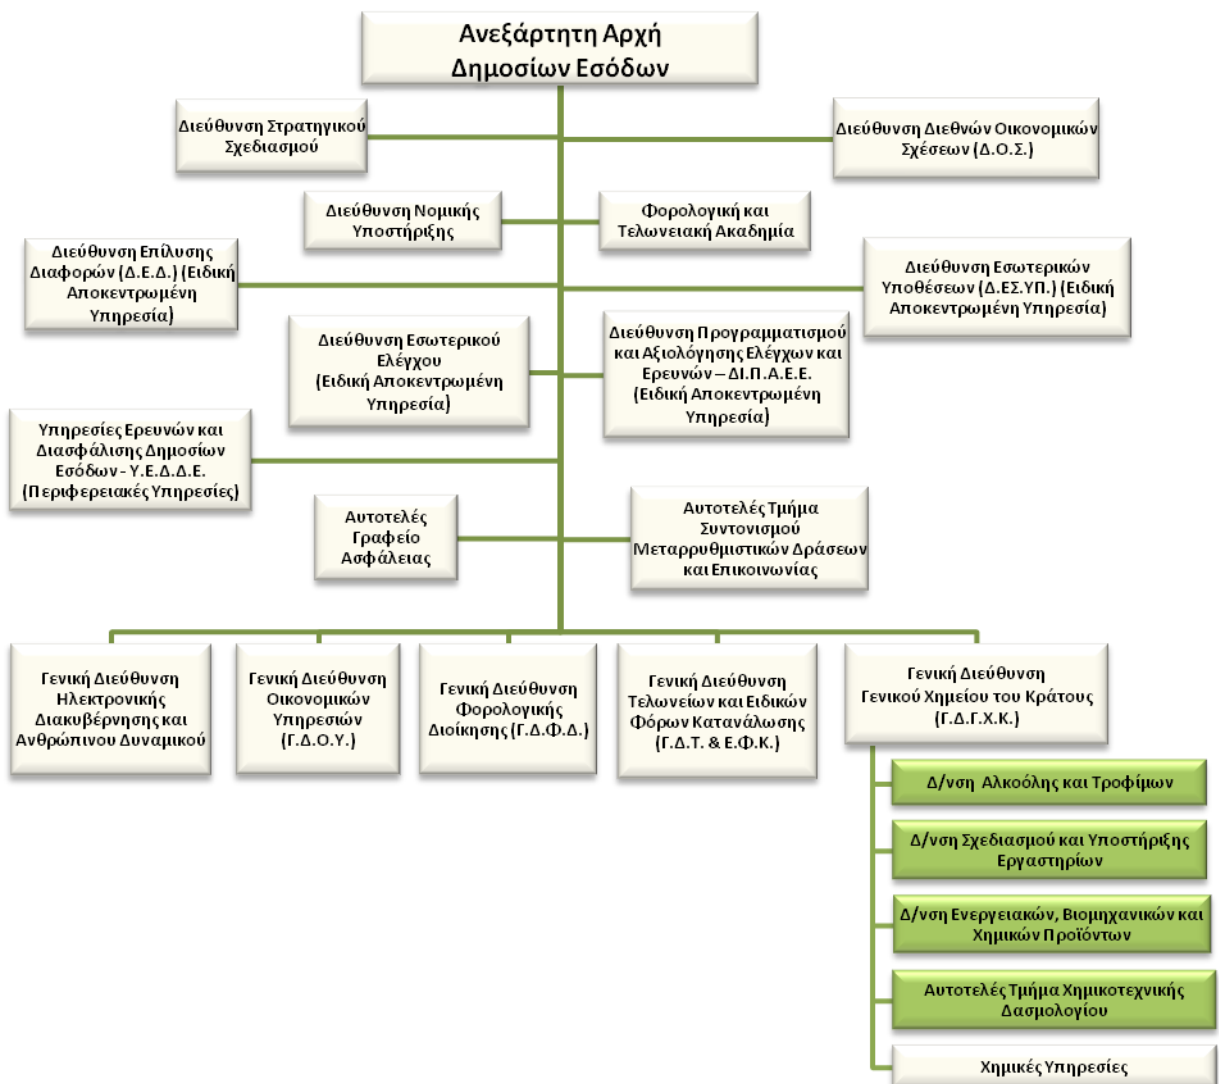 Ανεξάρτητη Αρχή
Δημοσίων Εσόδων
Διεύθυνση Στρατηγικού
Σχεδιασμού
Διεύθυνση Διεθνών Οικονομικών
Σχέσεων (Δ.Ο.Σ.)
Διεύθυνση Νομικής
Υποστήριξης
Φορολογική και
Τελωνειακή Ακαδημία
Διεύθυνση Επίλυσης
Διαφορών (Δ.Ε.Δ.) (Ειδική
Αποκεντρωμένη
Υπηρεσία)
Διεύθυνση Εσωτερικών
Υποθέσεων (Δ.ΕΣ.ΥΠ.) (Ειδική
Αποκεντρωμένη Υπηρεσία)
Διεύθυνση Εσωτερικού
Ελέγχου
(Ειδική Αποκεντρωμένη
Υπηρεσία)
Διεύθυνση Προγραμματισμού
και Αξιολόγησης Ελέγχων και
Ερευνών – ΔΙ.Π.Α.Ε.Ε.
(Ειδική Αποκεντρωμένη
Υπηρεσία)
Υπηρεσίες Ερευνών και
Διασφάλισης Δημοσίων
Εσόδων - Υ.Ε.Δ.Δ.Ε.
(Περιφερειακές Υπηρεσίες)
Αυτοτελές
Γραφείο
Ασφάλειας
Αυτοτελές Τμήμα
Συντονισμού
Μεταρρυθμιστικών Δράσεων
και Επικοινωνίας
Γενική Διεύθυνση
Ηλεκτρονικής
Διακυβέρνησης και
Ανθρώπινου Δυναμικού
Γενική Διεύθυνση
Οικονομικών
Υπηρεσιών
(Γ.Δ.Ο.Υ.)
Γενική Διεύθυνση
Φορολογικής
Διοίκησης (Γ.Δ.Φ.Δ.)
Γενική Διεύθυνση
Τελωνείων και Ειδικών
Φόρων Κατανάλωσης
(Γ.Δ.Τ. & Ε.Φ.Κ.)
Γενική Διεύθυνση
Γενικού Χημείου του Κράτους
(Γ.Δ.Γ.Χ.Κ.)
Δ/νση Αλκοόλης και Τροφίμων
Δ/νση Σχεδιασμού και Υποστήριξης
Εργαστηρίων
Δ/νση Ενεργειακών, Βιομηχανικών και
Χημικών Προϊόντων
Αυτοτελές Τμήμα Χημικοτεχνικής
Δασμολογίου
Χημικές Υπηρεσίες